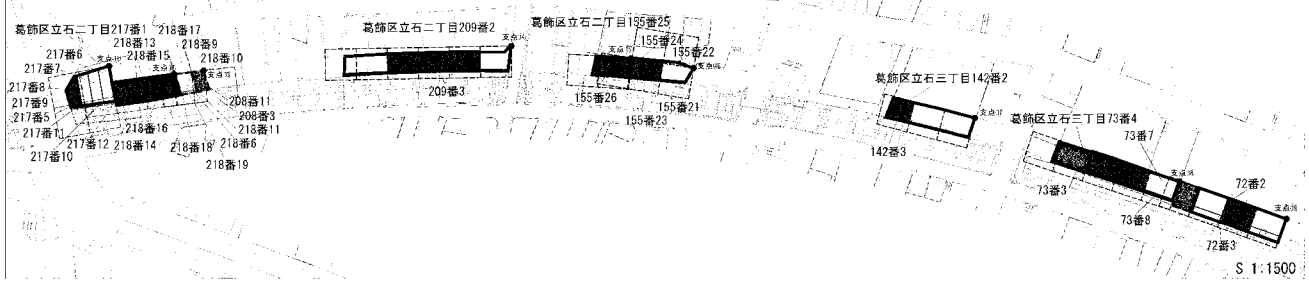 葛飾区立石二丁目217番1
218番17
218番13
218番9
218番15
218番10
217番6
217番7
217番8
217番9
217番5
217番11
217番10
217番12
218番16
218番14
218番18
218番19
218番6
218番11
208番3
208番11
葛飾区立石二丁目209番2
209番3
葛飾区立石二丁目155番25
155番24
155番22
155番26
155番23
155番21
葛飾区立石三丁目142番2
142番3
葛飾区立石三丁目73番4
73番7
73番3
73番8
72番2
72番3
S 1:1500